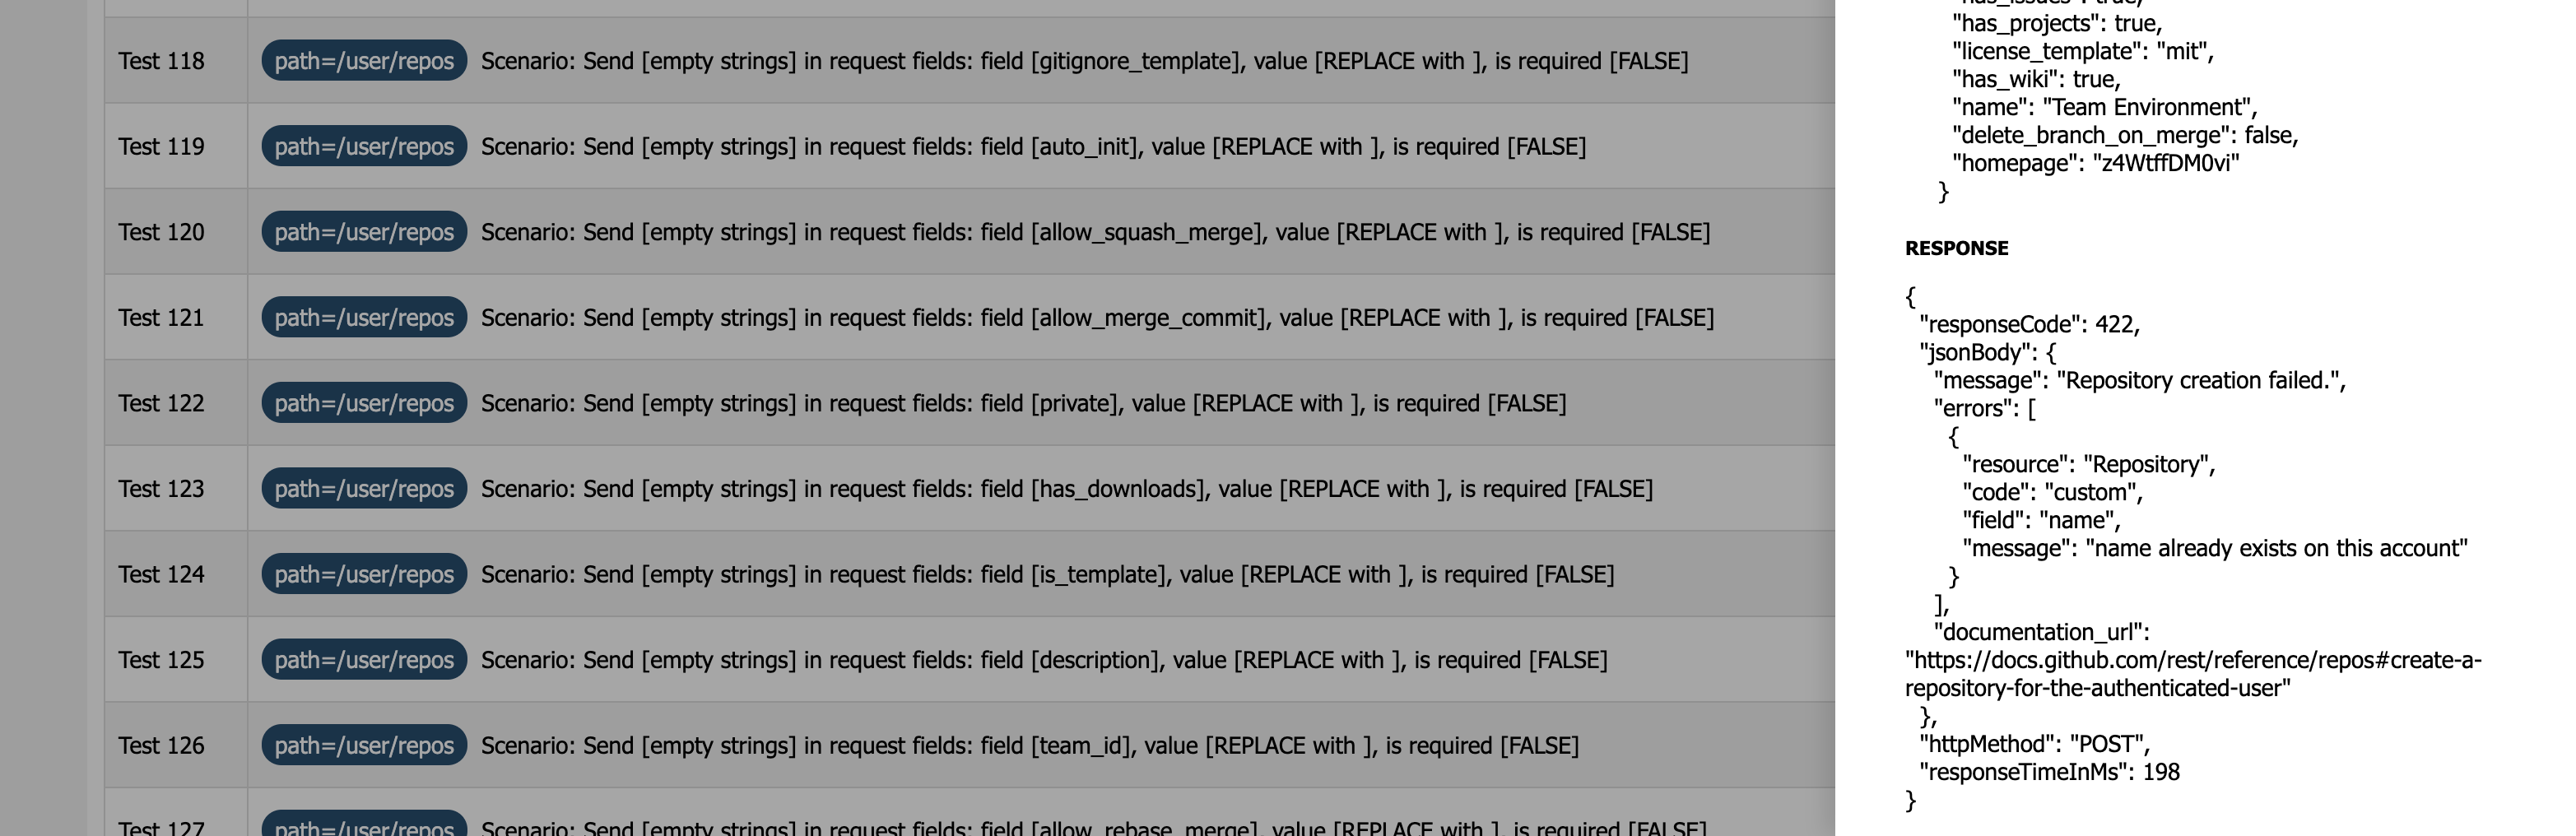 Test 118 path=/user/repos Scenario: Send [empty strings] in request fields: field [gitignore_template], value [REPLACE with ], is required [FALSE]
Test 119 path=/user/repos Scenario: Send [empty strings] in request fields: field [auto_init], value [REPLACE with ], is required [FALSE]
Test 120 path=/user/repos Scenario: Send [empty strings] in request fields: field [allow_squash_merge], value [REPLACE with ], is required [FALSE]
Test 121 path=/user/repos Scenario: Send [empty strings] in request fields: field [allow_merge_commit], value [REPLACE with ], is required [FALSE]
Test 122 path=/user/repos Scenario: Send [empty strings] in request fields: field [private], value [REPLACE with ], is required [FALSE]
Test 123 path=/user/repos Scenario: Send [empty strings] in request fields: field [has_downloads], value [REPLACE with ], is required [FALSE]
Test 124 path=/user/repos Scenario: Send [empty strings] in request fields: field [is_template], value [REPLACE with ], is required [FALSE]
Test 125 path=/user/repos Scenario: Send [empty strings] in request fields: field [description], value [REPLACE with ], is required [FALSE]
Test 126 path=/user/repos Scenario: Send [empty strings] in request fields: field [team_id], value [REPLACE with ], is required [FALSE]
Test 127 path=/user/repos Scenario: Send [empty strings] in request fields: field [allow_rebase_merge], value [REPLACE with ], is required [FALSE]
"has_issues": true,
"has_projects": true,
"license_template": "mit",
"has_wiki": true,
"name": "Team Environment",
"delete_branch_on_merge": false,
"homepage": "z4WtffDM0vi"
}
RESPONSE
{
"responseCode": 422,
"jsonBody": {
"message": "Repository creation failed.",
"errors": [
{
"resource": "Repository",
"code": "custom",
"field": "name",
"message": "name already exists on this account"
}
],
"documentation_url":
"https://docs.github.com/rest/reference/repos#create-a-
repository-for-the-authenticated-user"
},
"httpMethod": "POST",
"responseTimeInMs": 198
}